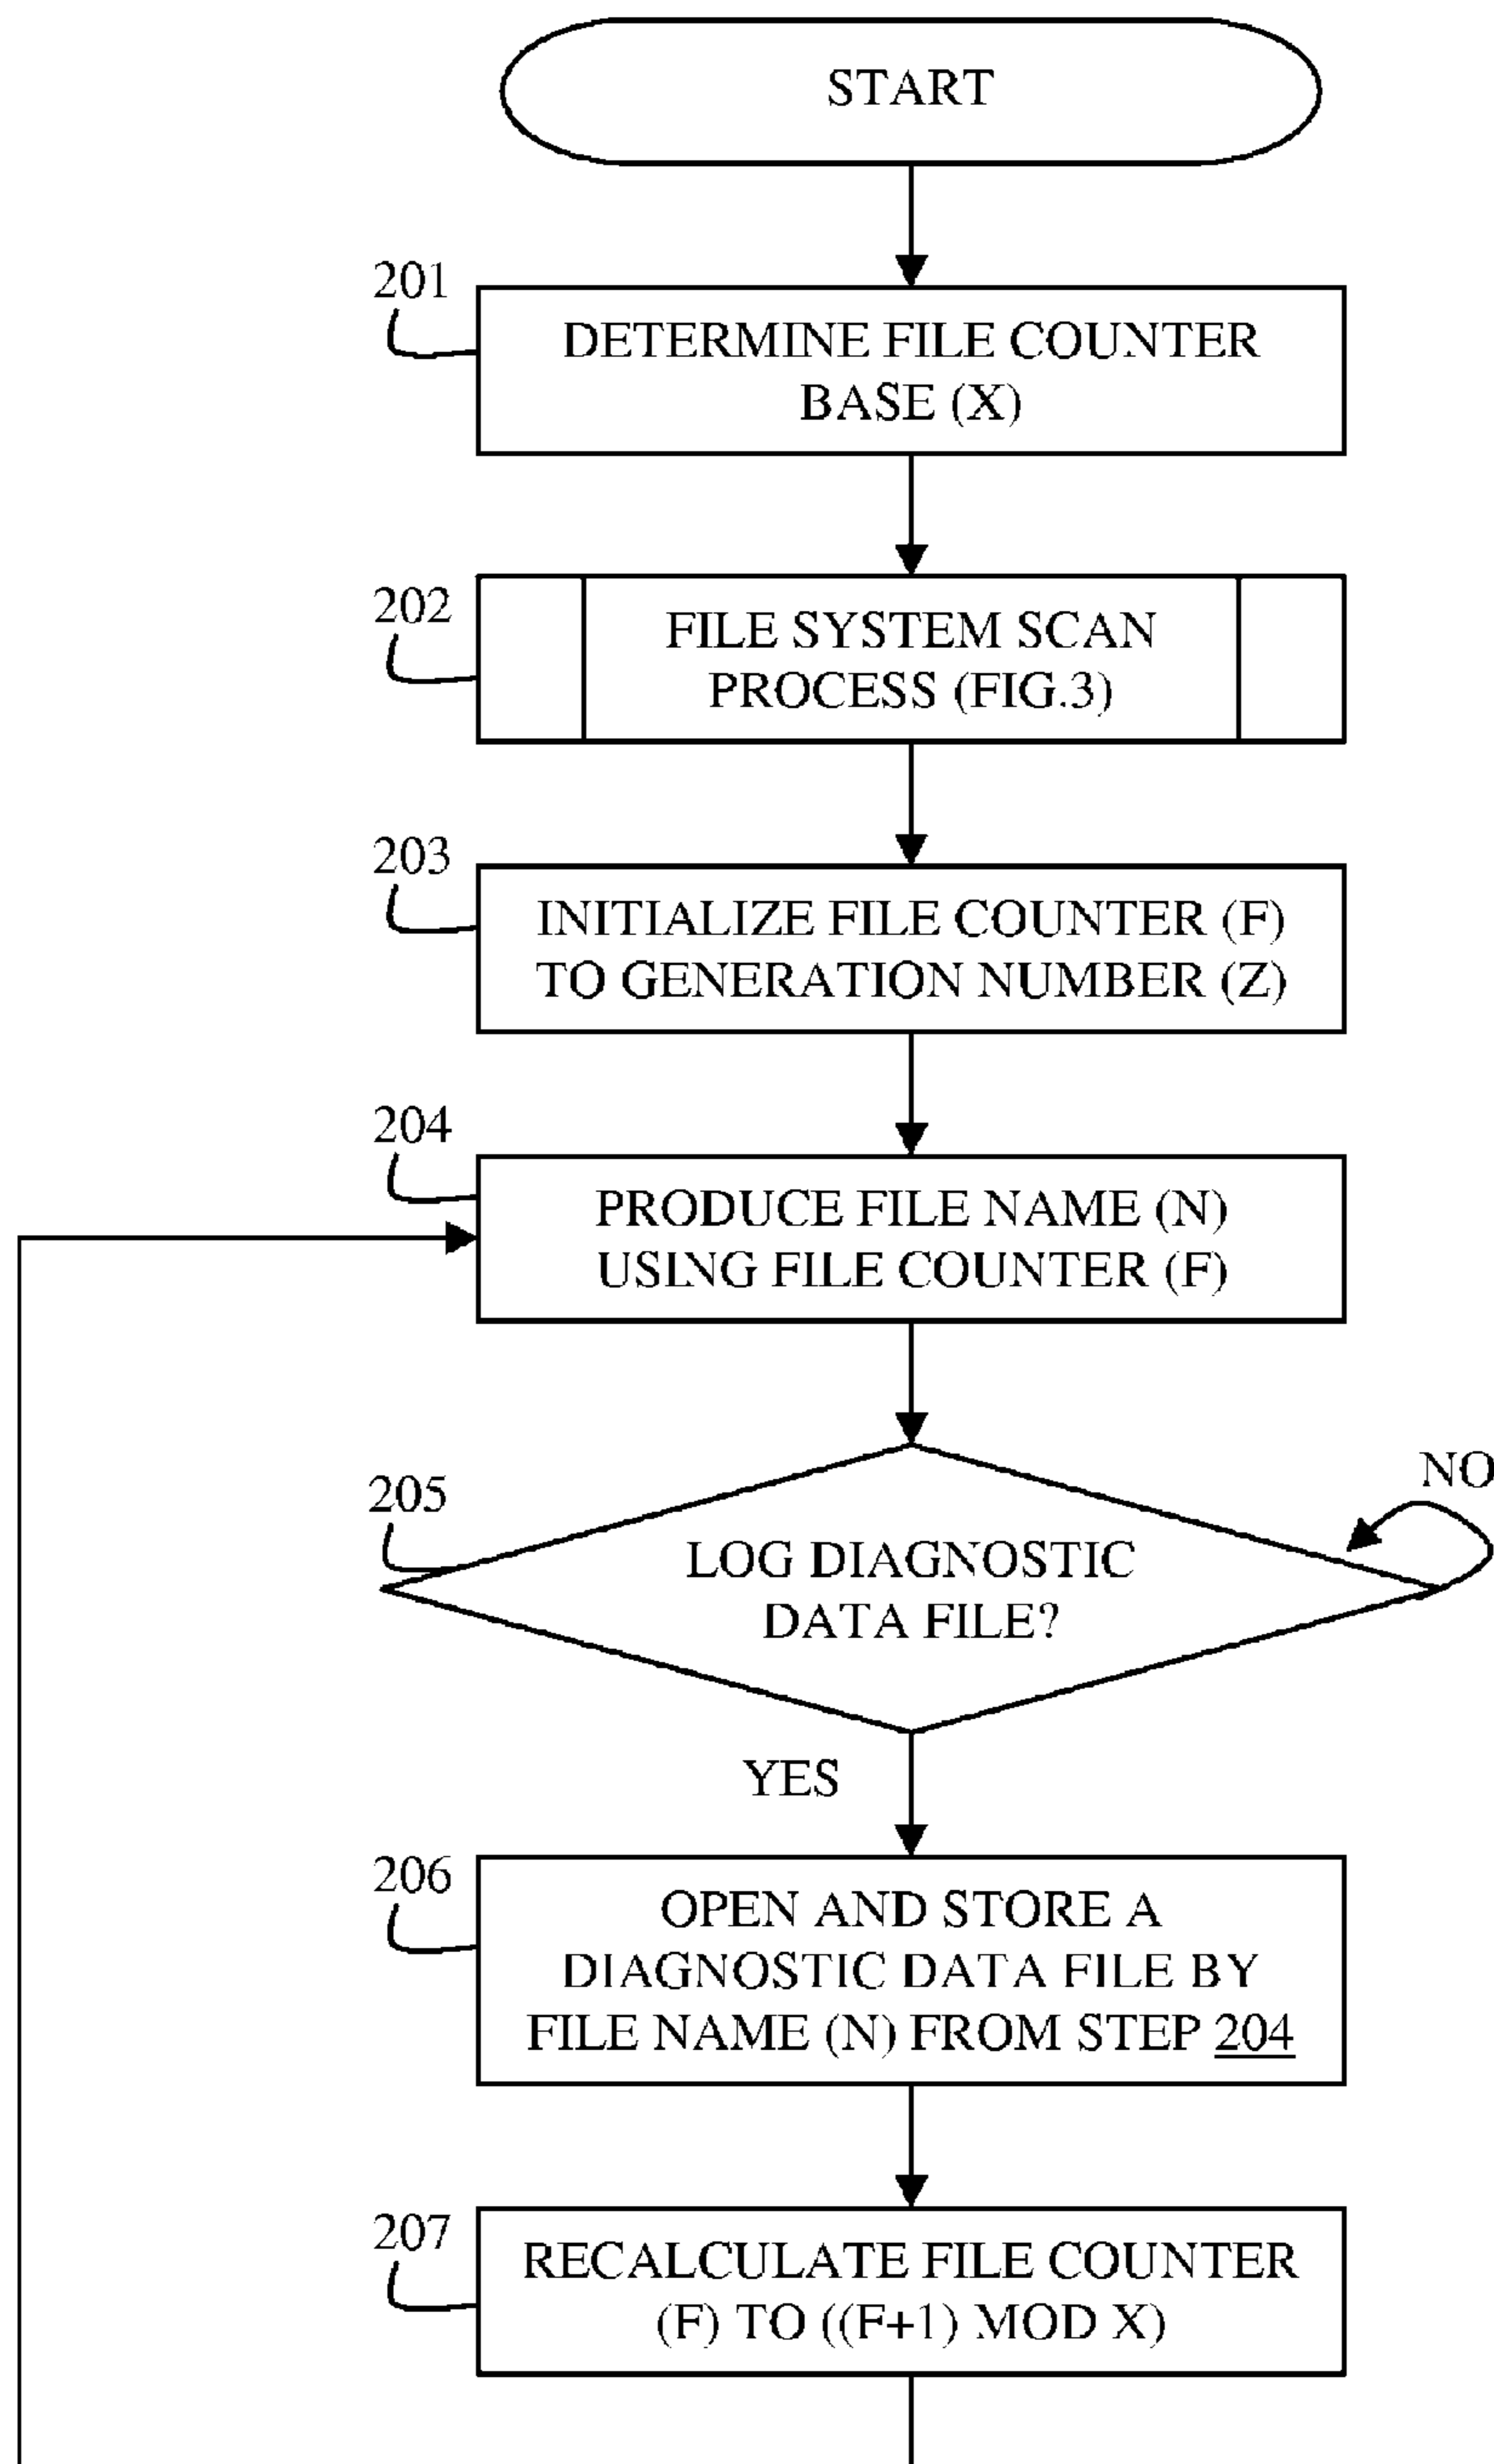 START
201
DETERMINE FILE COUNTER
BASE (X)
202
FILE SYSTEM SCAN
PROCESS (FIG.3)
203
INITIALIZE FILE COUNTER (F)
TO GENERATION NUMBER (Z)
204
PRODUCE FILE NAME (N)
USING FILE COUNTER (F)
205
LOG DIAGNOSTIC
DATA FILE?
NO
YES
206
OPEN AND STORE A
DIAGNOSTIC DATA FILE BY
FILE NAME (N) FROM STEP 204
207
RECALCULATE FILE COUNTER
(F) TO ((F+1) MOD X)